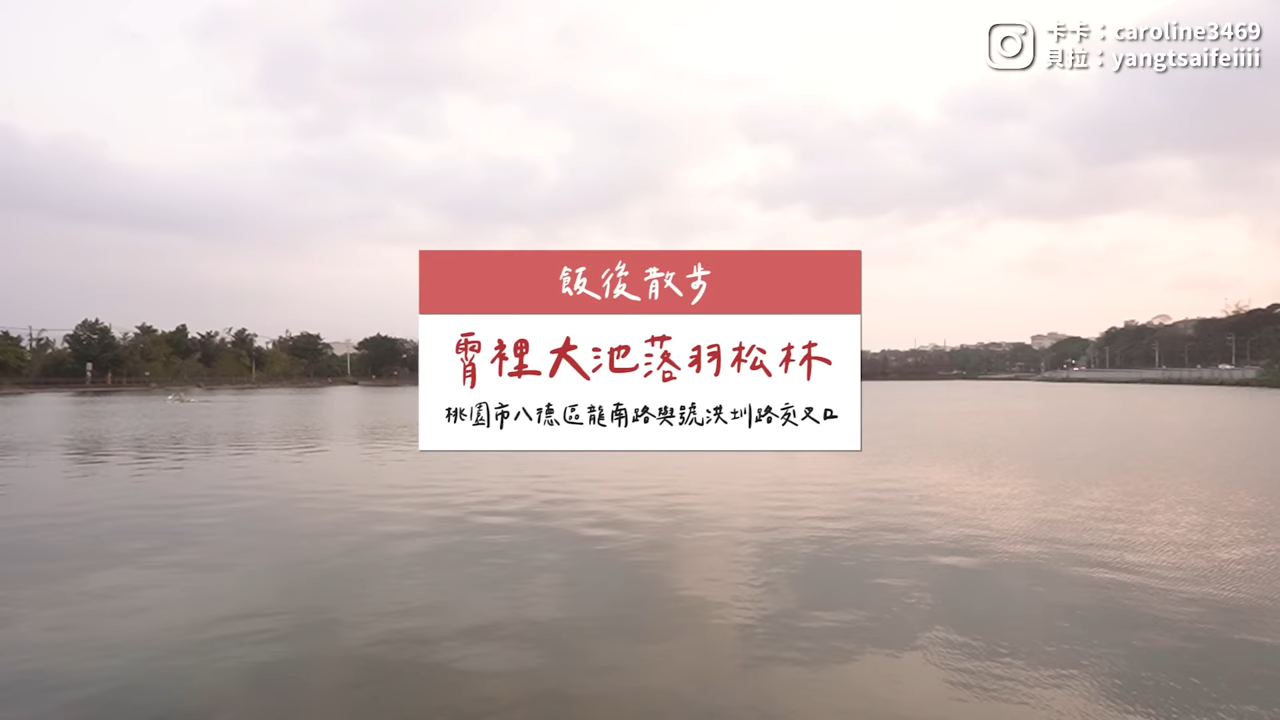 卡卡：caroline3469
貝拉：yangtsaifeiiii
飯後散步
霄裡大池落羽松林
桃園市八德區龍南路與號洪圳路交叉口